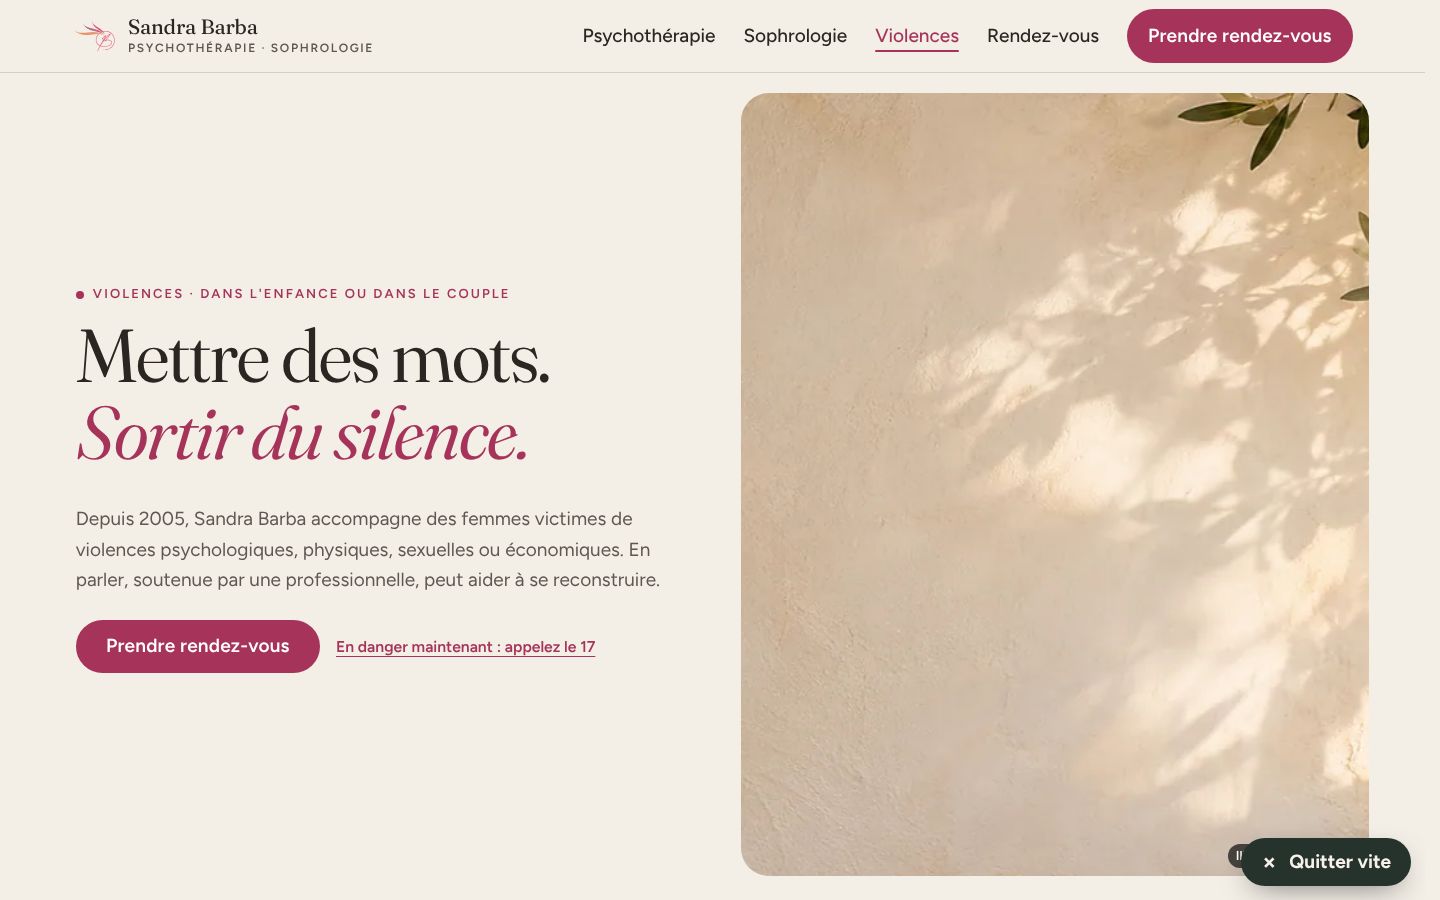 Sandra Barba
PSYCHOTHÉRAPIE · SOPHROLOGIE
Psychothérapie
Sophrologie
Violences
Rendez-vous
Prendre rendez-vous
VIOLENCES · DANS L'ENFANCE OU DANS LE COUPLE
Mettre des mots.
Sortir du silence.
Depuis 2005, Sandra Barba accompagne des femmes victimes de
violences psychologiques, physiques, sexuelles ou économiques. En
parler, soutenue par une professionnelle, peut aider à se reconstruire.
Prendre rendez-vous
En danger maintenant : appelez le 17
× Quitter vite